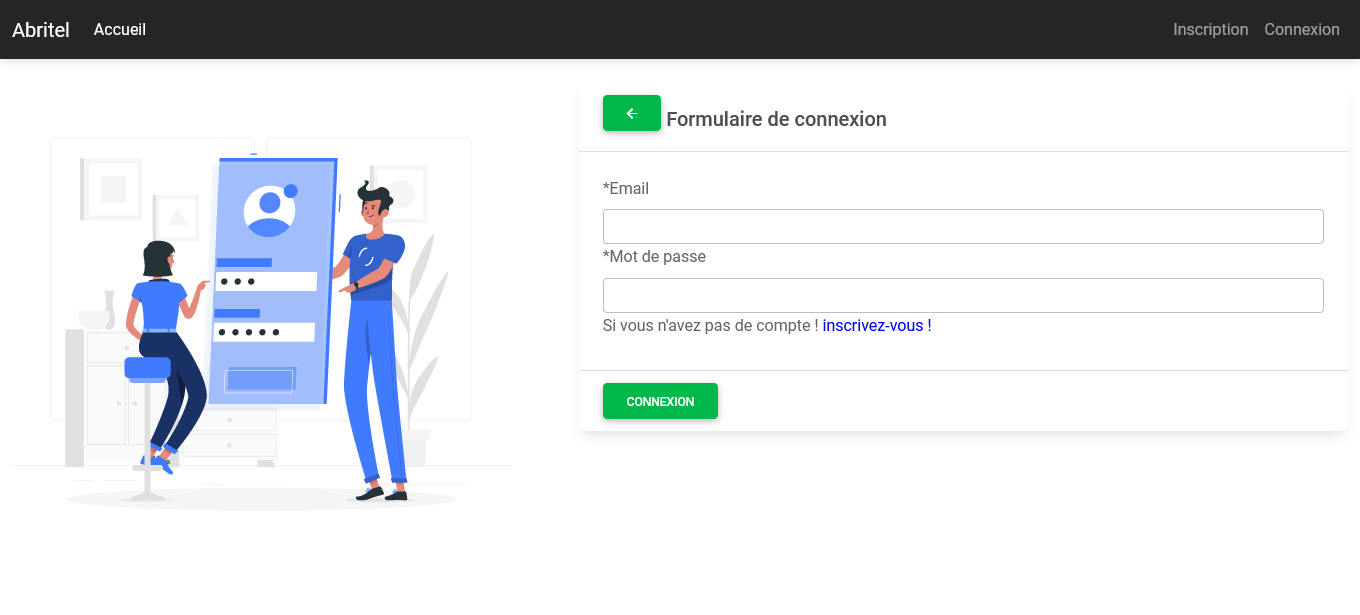 Abritel Accueil Inscription Connexion
Formulaire de connexion
*Email
*Mot de passe
Si vous n'avez pas de compte ! inscrivez-vous !
CONNEXION